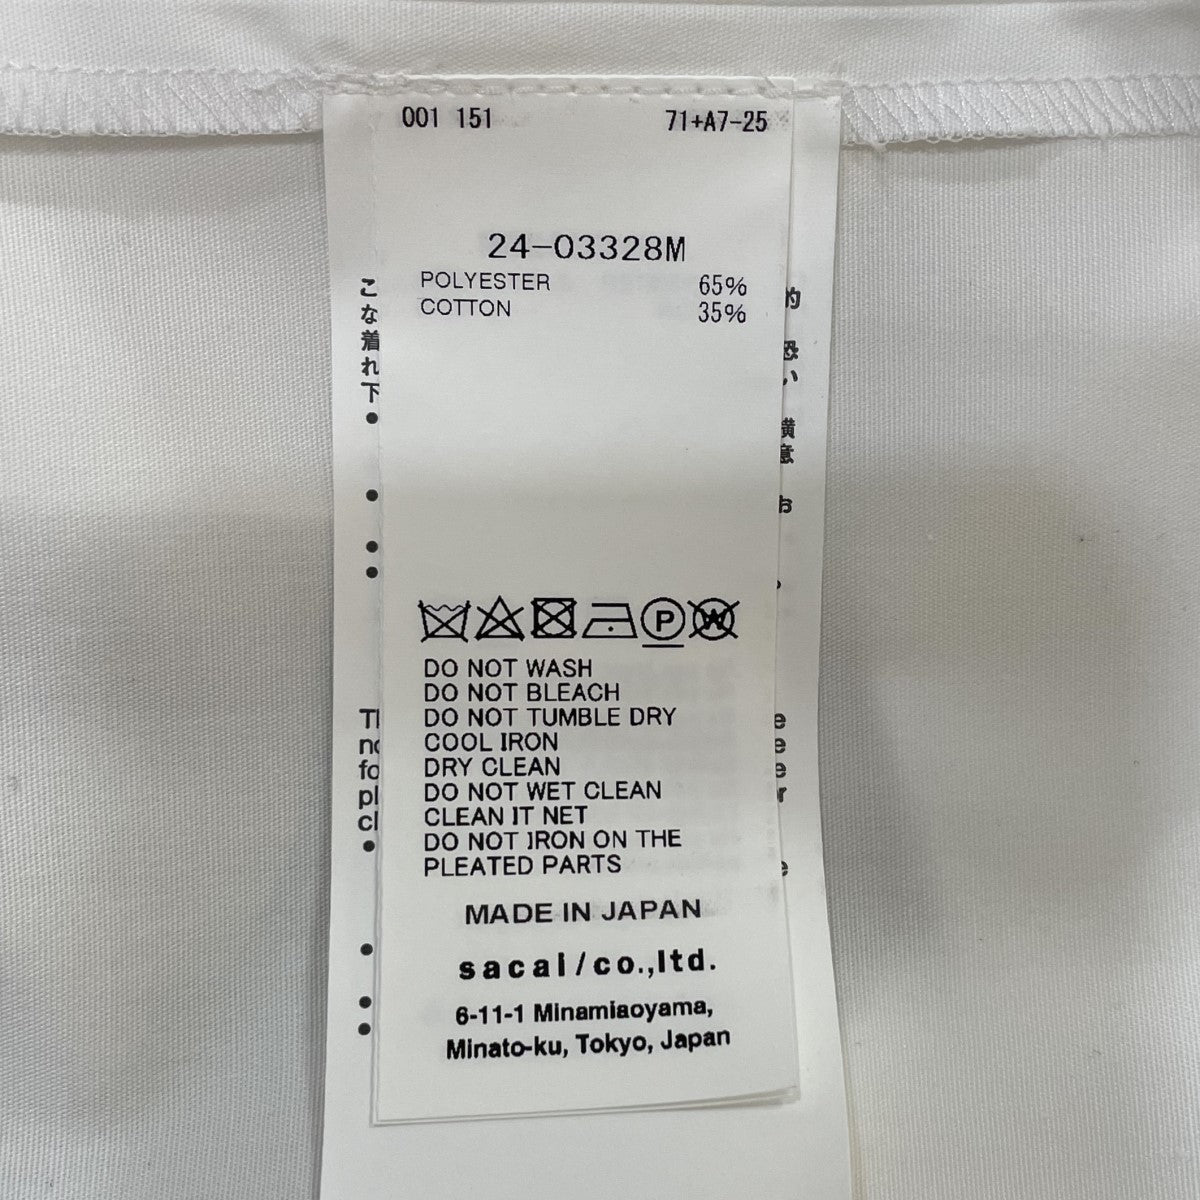 001 151 71+A7-25
24-03328M
POLYESTER 65%
COTTON 35%
P W
DO NOT WASH
DO NOT BLEACH
DO NOT TUMBLE DRY
COOL IRON
DRY CLEAN
DO NOT WET CLEAN
CLEAN IT NET
DO NOT IRON ON THE
PLEATED PARTS
MADE IN JAPAN
sacai/co.,ltd.
6-11-1 Minamiaoyama,
Minato-ku, Tokyo, Japan